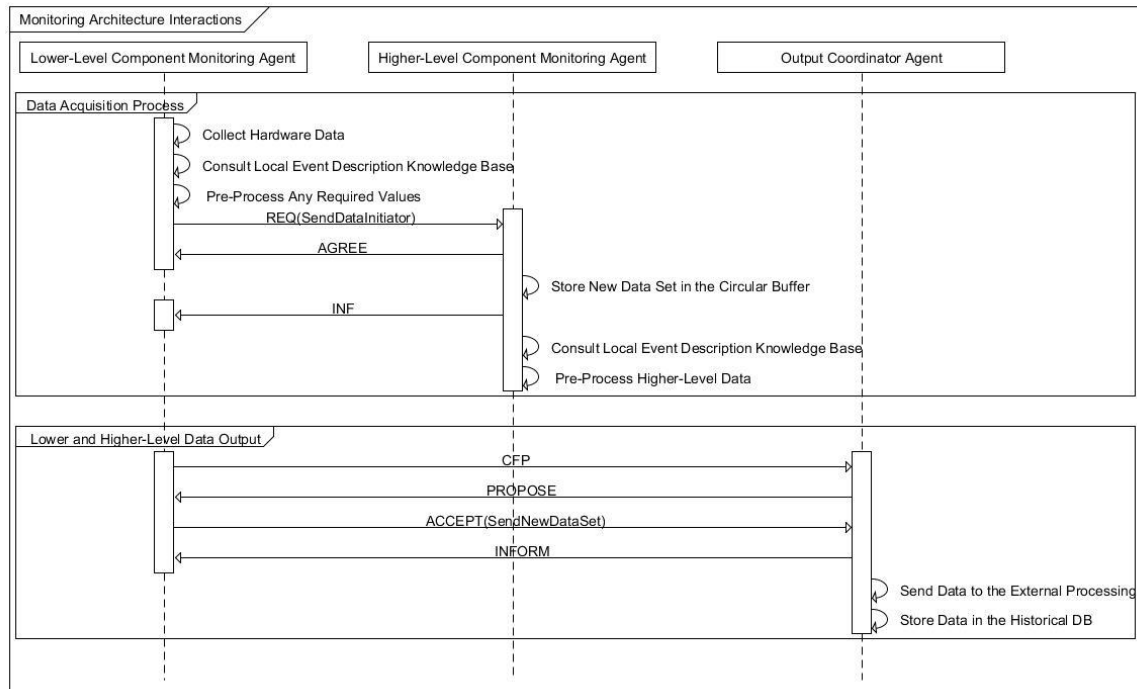 Monitoring Architecture Interactions
Lower-Level Component Monitoring Agent
Higher-Level Component Monitoring Agent
Output Coordinator Agent
Data Acquisition Process
Collect Hardware Data
Consult Local Event Description Knowledge Base
Pre-Process Any Required Values
REQ(SendDataInitiator)
AGREE
Store New Data Set in the Circular Buffer
INF
Consult Local Event Description Knowledge Base
Pre-Process Higher-Level Data
Lower and Higher-Level Data Output
CFP
PROPOSE
ACCEPT(SendNewDataSet)
INFORM
Send Data to the External Processing
Store Data in the Historical DB